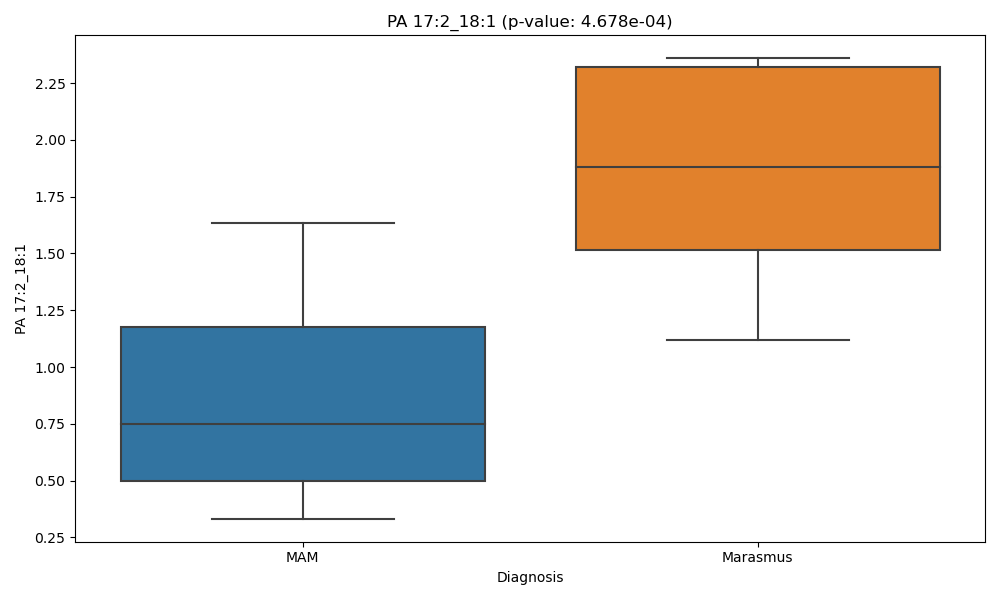 PA 17:2_18:1 (p-value: 4.678e-04)
PA 17:2_18:1
2.25
2.00
1.75
1.50
1.25
1.00
0.75
0.50
0.25
MAM
Marasmus
Diagnosis